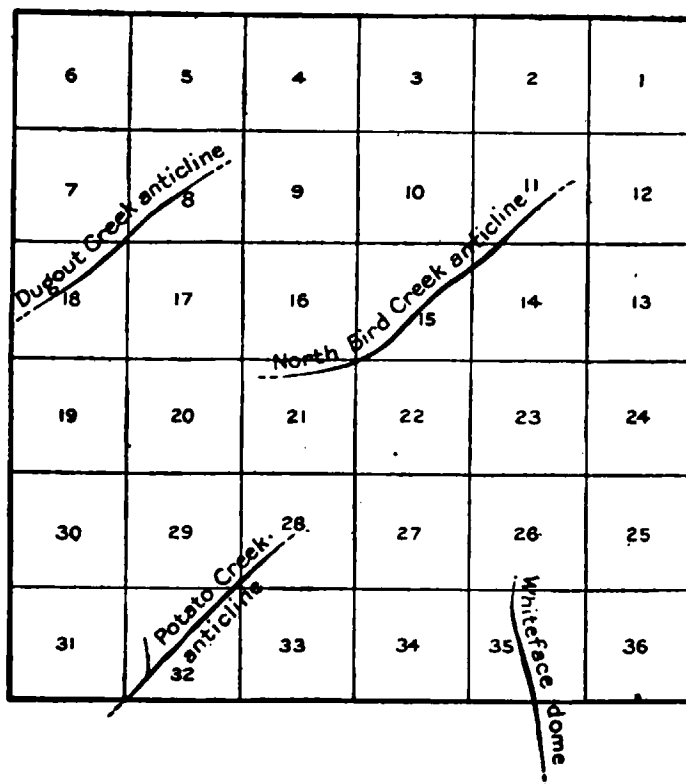 6 5 4 3 2 1
7 8 9 10 11 12
Dugout Creek anticline
18 17 16 15 14 13
North Bird Creek anticline
19 20 21 22 23 24
30 29 28 27 26 25
Potato Creek
anticline
31 32 33 34 35 36
Whiteface dome